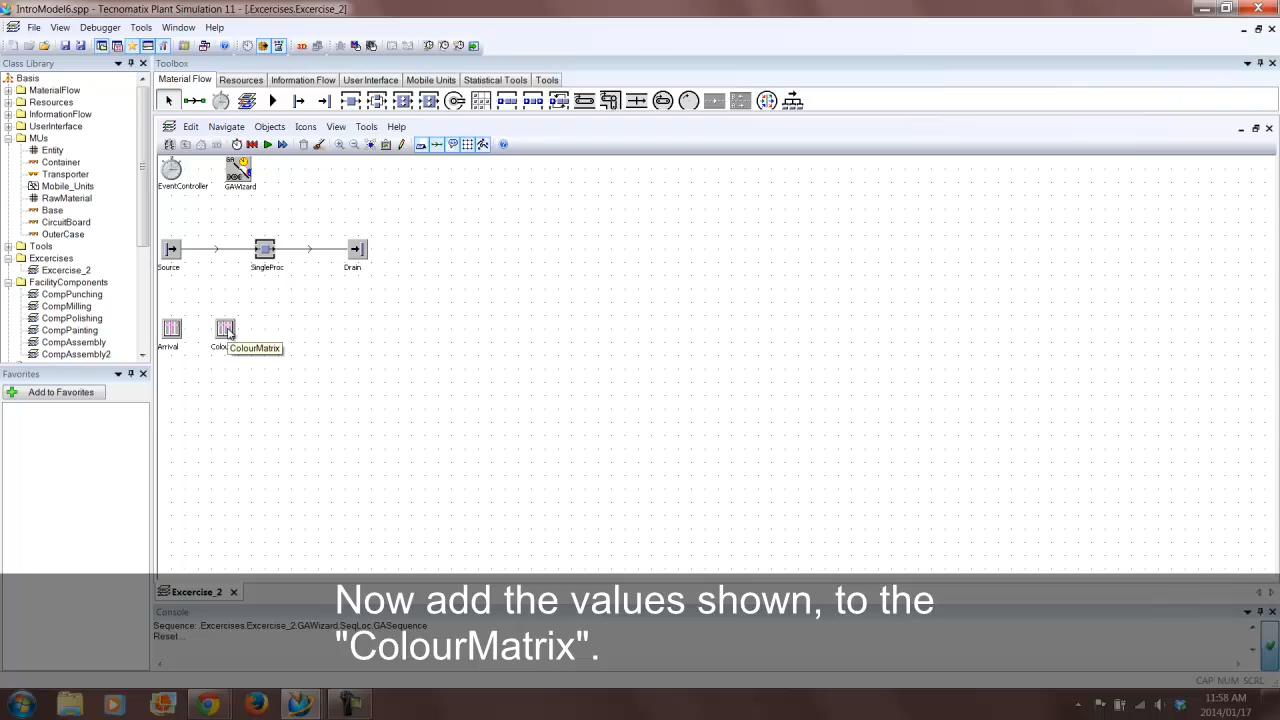 IntroModel6.spp - Tecnomatix Plant Simulation 11 - [.Excercises.Excercise_2]
File View Debugger Tools Window Help
Class Library
Toolbox
Material Flow Resources Information Flow User Interface Mobile Units Statistical Tools Tools
Basis
MaterialFlow
Resources
InformationFlow
UserInterface
MUs
Entity
Container
Transporter
Mobile_Units
RawMaterial
Base
CircuitBoard
OuterCase
Tools
Excercises
Excercise_2
FacilityComponents
CompPunching
CompMilling
CompPolishing
CompPainting
CompAssembly
CompAssembly2
Edit Navigate Objects Icons View Tools Help
EventController GAWizard
Source SingleProc Drain
Arrival
ColourMatrix
Favorites
Add to Favorites
Excercise_2
Now add the values shown, to the
"ColourMatrix".
Console
Sequence: .Excercises.Excercise_2.GAWizard.SeqLoc.GASequence
Reset...
CAP NUM SCRL
11:58 AM
2014/01/17